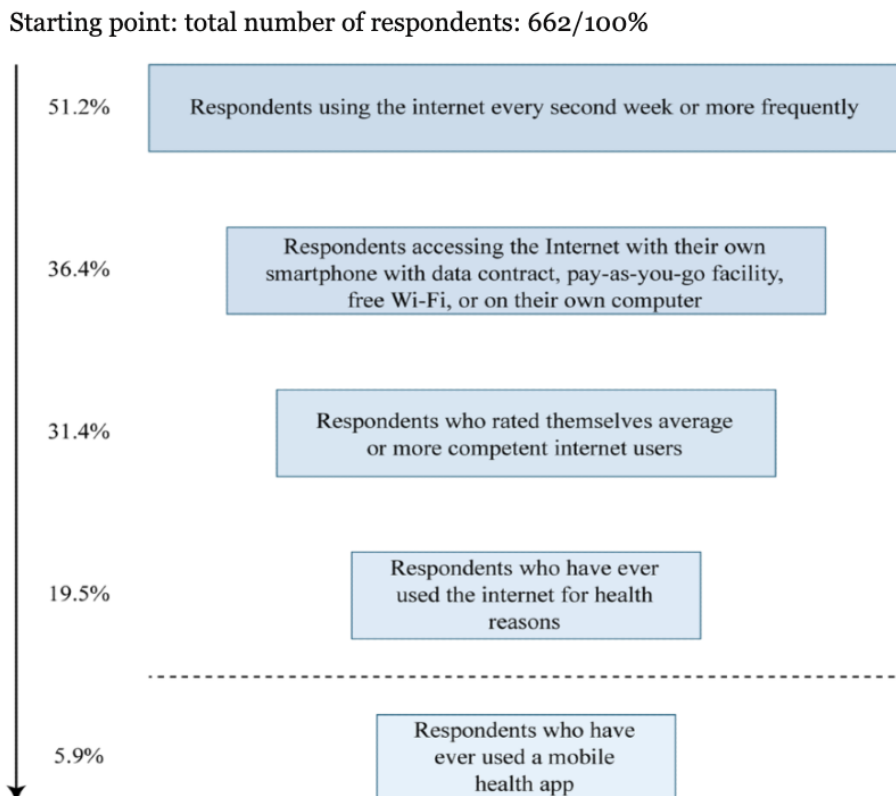 Starting point: total number of respondents: 662/100%
51.2%
Respondents using the internet every second week or more frequently
36.4%
Respondents accessing the Internet with their own
smartphone with data contract, pay-as-you-go facility,
free Wi-Fi, or on their own computer
31.4%
Respondents who rated themselves average
or more competent internet users
19.5%
Respondents who have ever
used the internet for health
reasons
5.9%
Respondents who have
ever used a mobile
health app